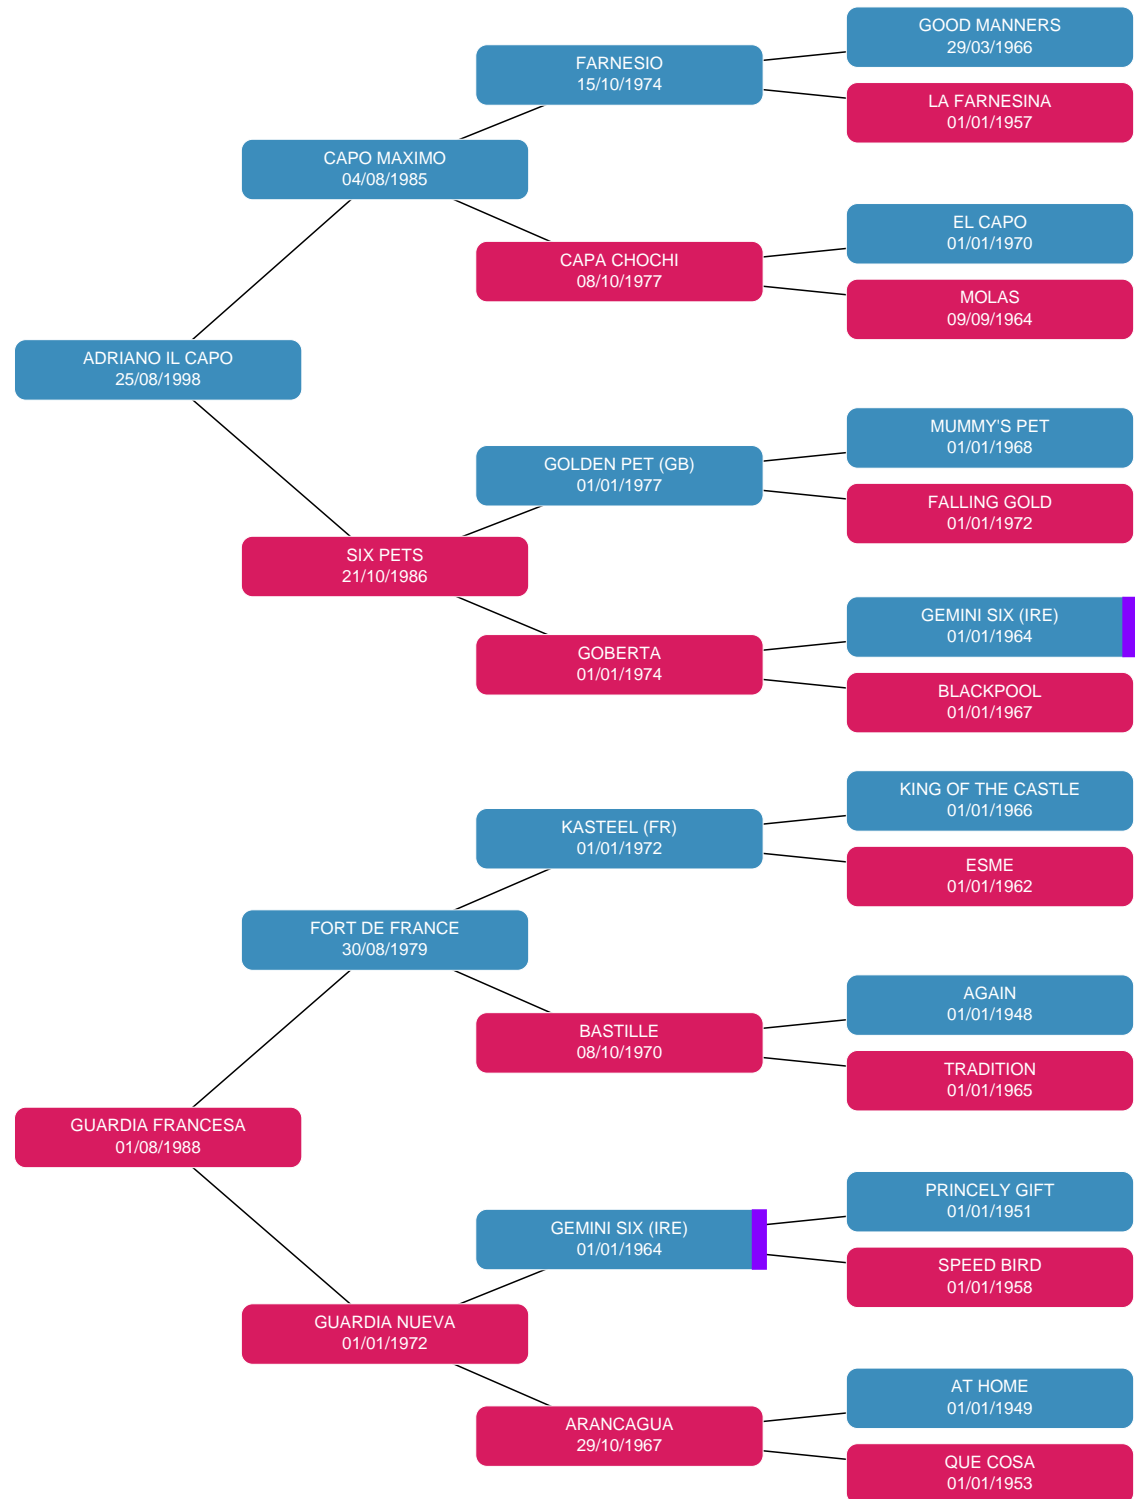 GOOD MANNERS
29/03/1966
FARNESIO
15/10/1974
LA FARNESINA
01/01/1957
CAPO MAXIMO
04/08/1985
EL CAPO
01/01/1970
CAPA CHOCHI
08/10/1977
MOLAS
09/09/1964
ADRIANO IL CAPO
25/08/1998
MUMMY'S PET
01/01/1968
GOLDEN PET (GB)
01/01/1977
FALLING GOLD
01/01/1972
SIX PETS
21/10/1986
GEMINI SIX (IRE)
01/01/1964
GOBERTA
01/01/1974
BLACKPOOL
01/01/1967
KING OF THE CASTLE
01/01/1966
KASTEEL (FR)
01/01/1972
ESME
01/01/1962
FORT DE FRANCE
30/08/1979
AGAIN
01/01/1948
BASTILLE
08/10/1970
TRADITION
01/01/1965
GUARDIA FRANCESA
01/08/1988
PRINCELY GIFT
01/01/1951
GEMINI SIX (IRE)
01/01/1964
SPEED BIRD
01/01/1958
GUARDIA NUEVA
01/01/1972
AT HOME
01/01/1949
ARANCAGUA
29/10/1967
QUE COSA
01/01/1953